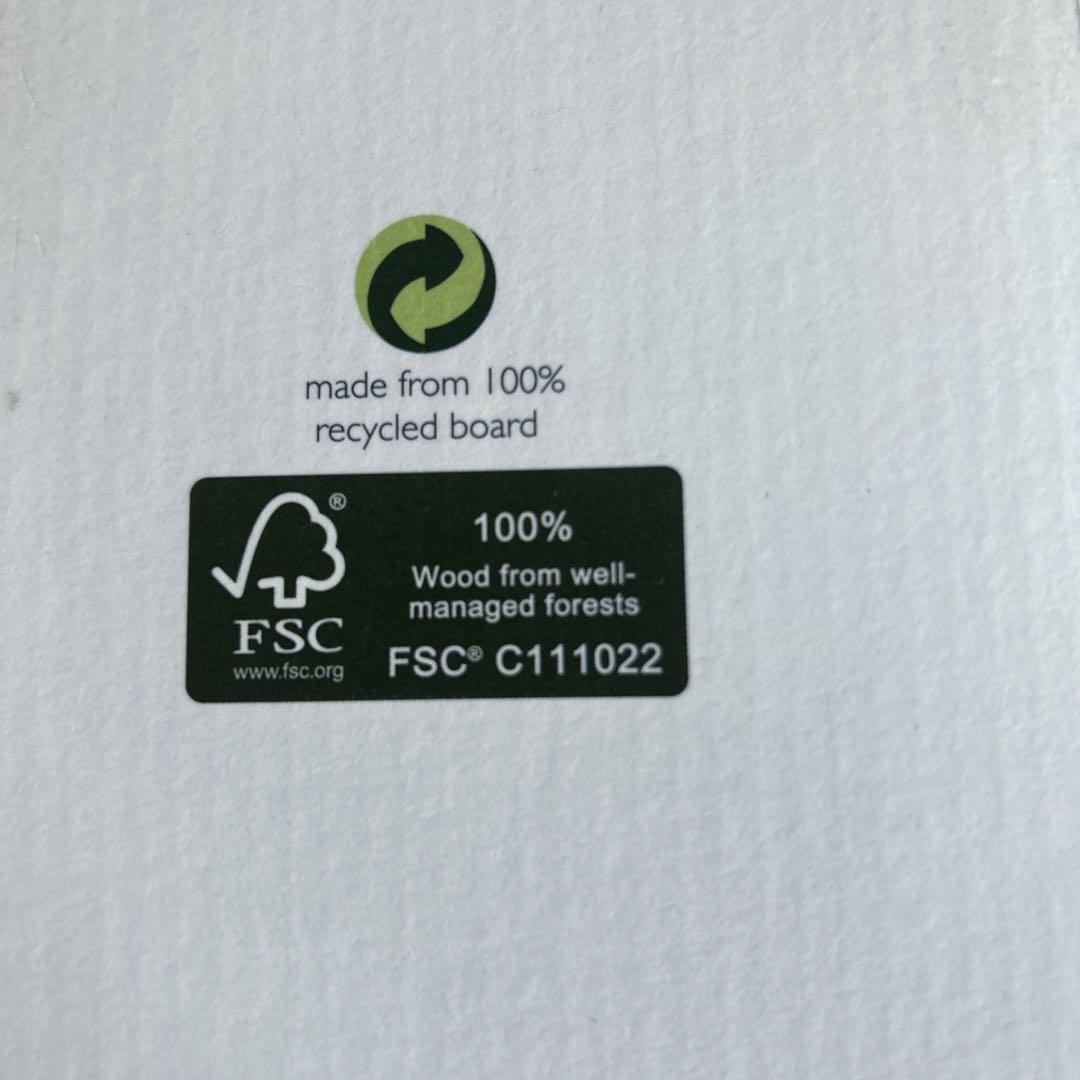 made from 100%
recycled board
®
FSC
www.fsc.org
100%
Wood from well-
managed forests
FSC® C111022